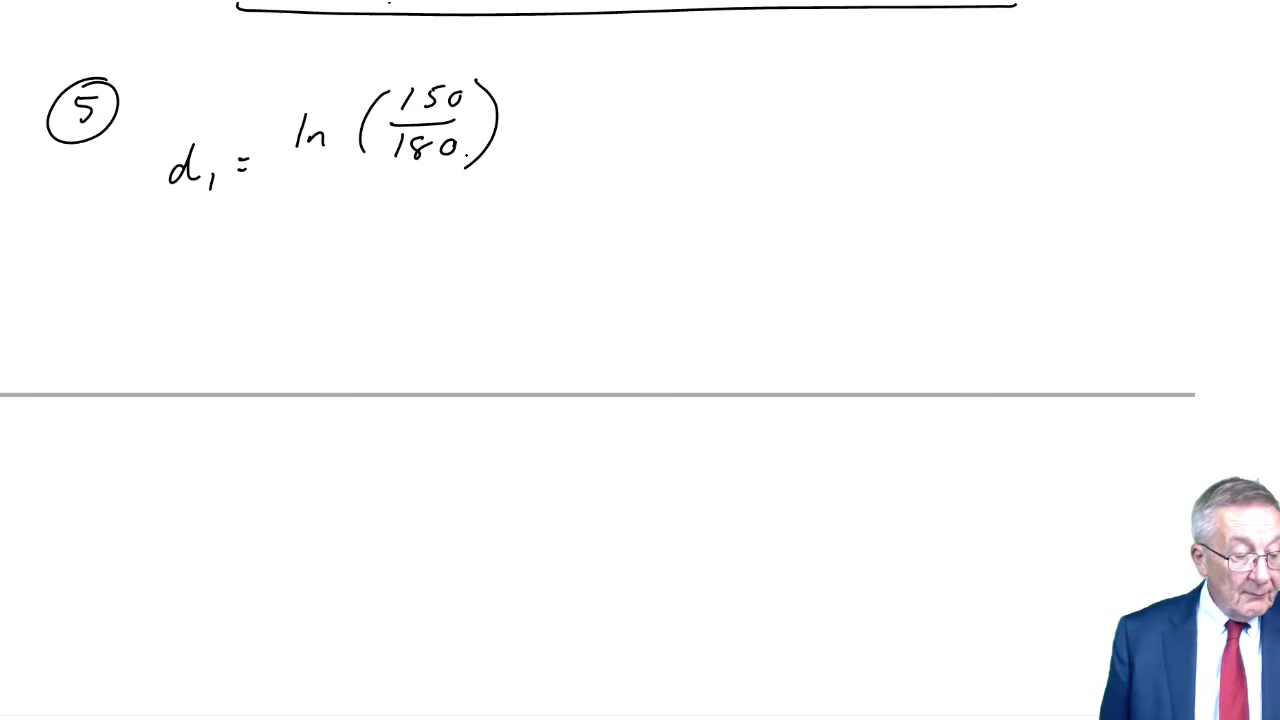 5
d₁ = ln (150/180)